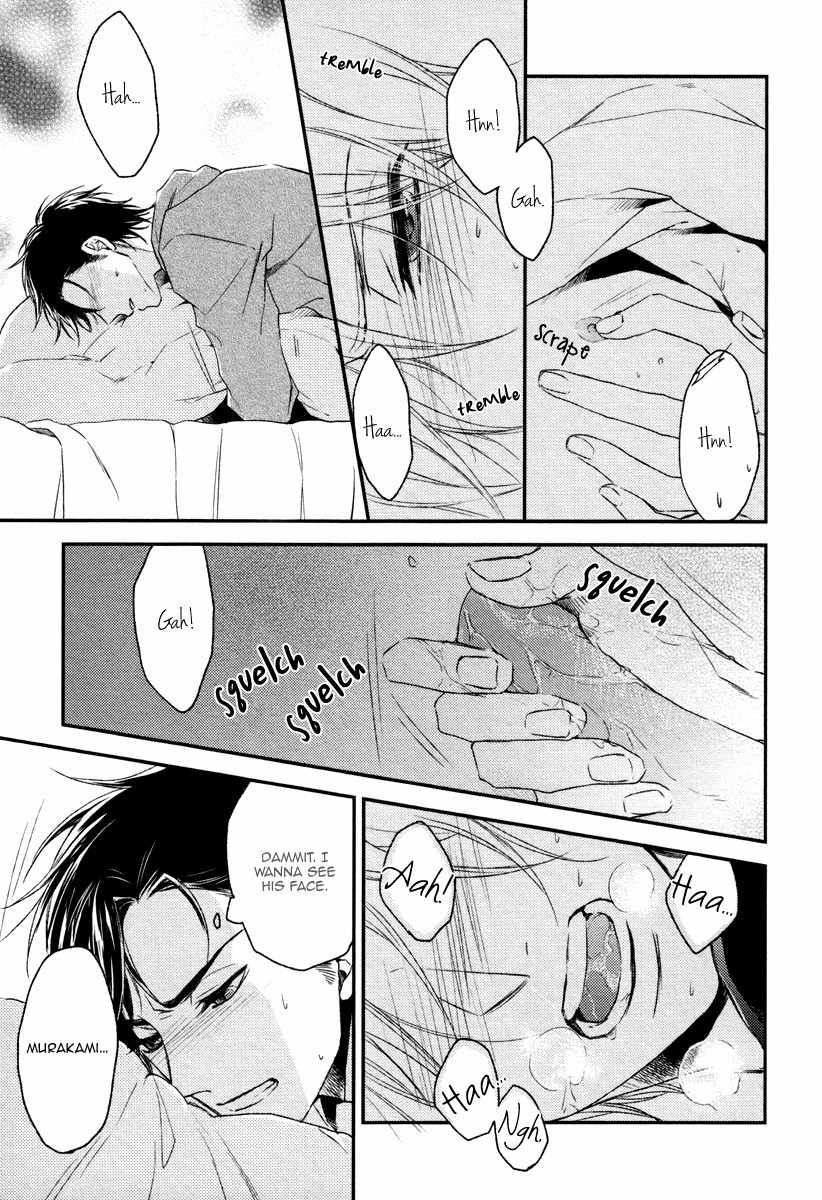 Hnn!
scrape
Hnn!
Gah.
tremble
tremble
Haa...
Hah...
squelch
squelch
squelch
Gah!
Haa...
Aah!
Haa...
Ngh.
DAMMIT. I
WANNA SEE
HIS FACE.
MURAKAMI...